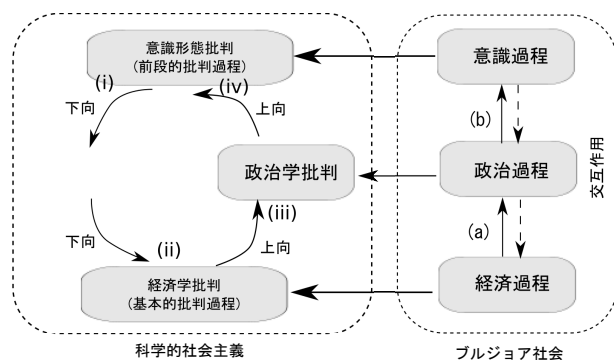 意識形態批判
(前段的批判過程)
意識過程
(i)
(iv)
下向
上向
(b)
政治学批判
政治過程
交互作用
(iii)
下向
(ii)
上向
(a)
経済学批判
(基本的批判過程)
経済過程
科学的社会主義
ブルジョア社会